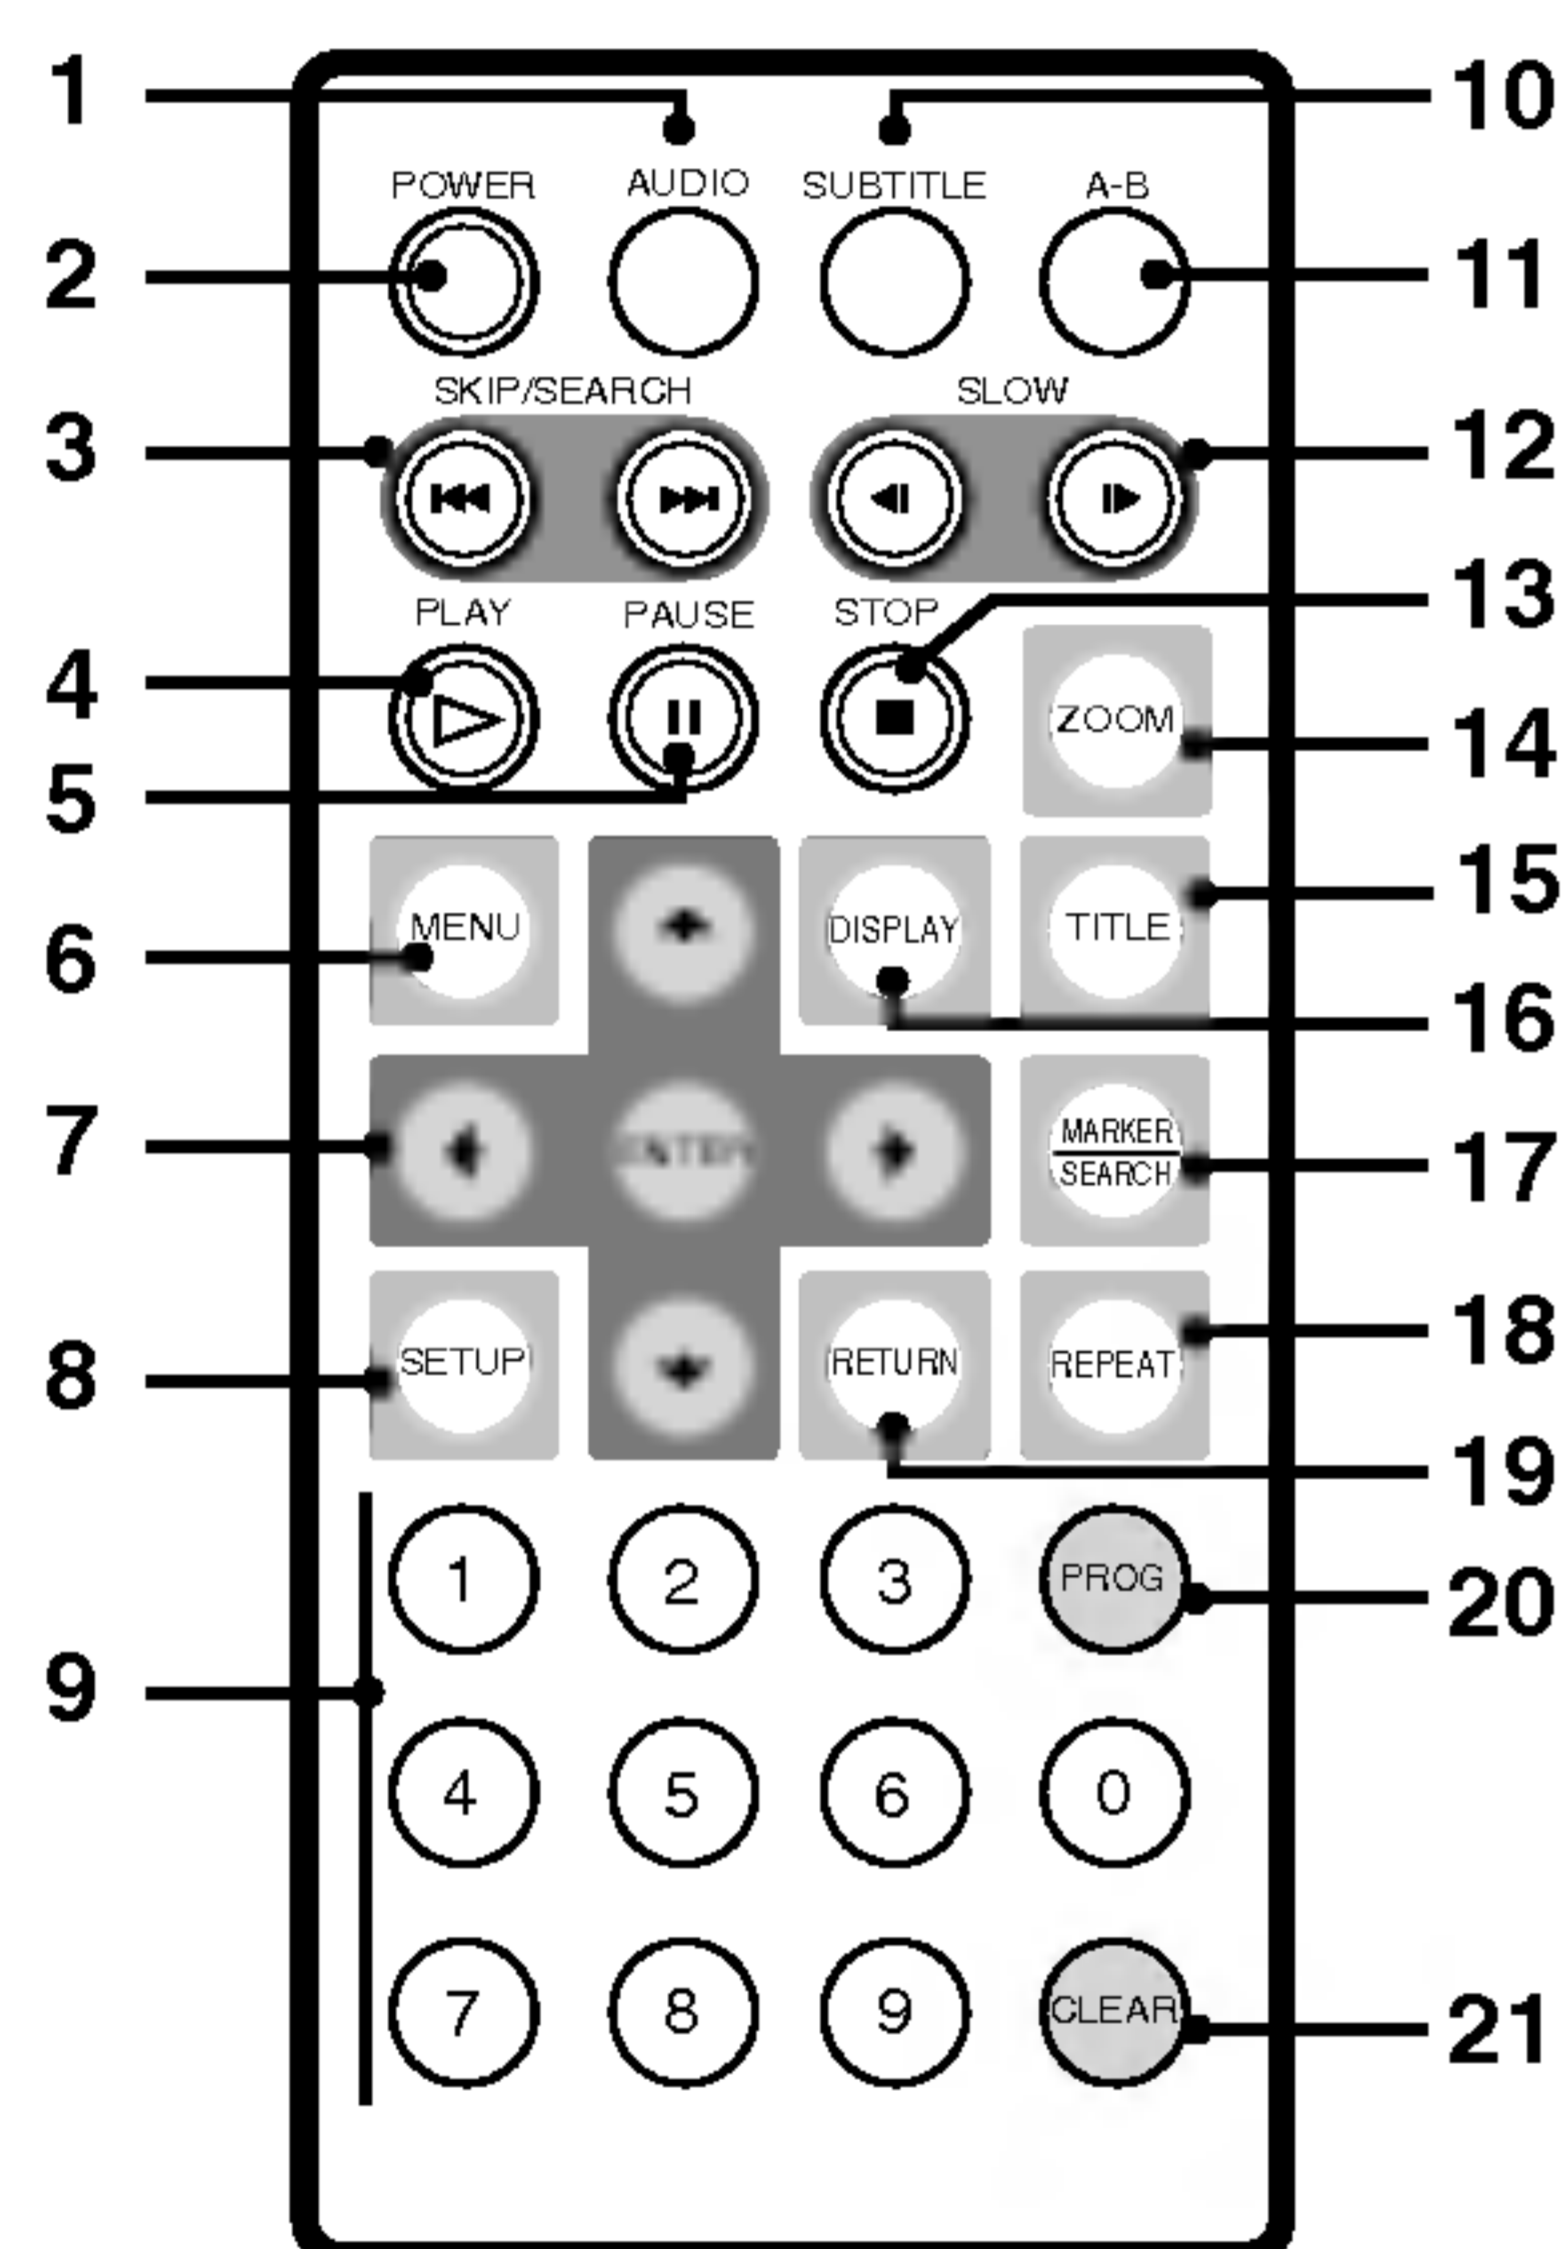 1
10
POWER AUDIO SUBTITLE A-B
2
11
SKIP/SEARCH SLOW
3
12
PLAY PAUSE STOP
13
4
ZOOM
14
5
15
MENU DISPLAY TITLE
6
16
7
ENTER
MARKER
SEARCH
17
18
8
SETUP RETURN REPEAT
19
1 2 3 PROG
20
9
4 5 6 0
7 8 9 CLEAR
21